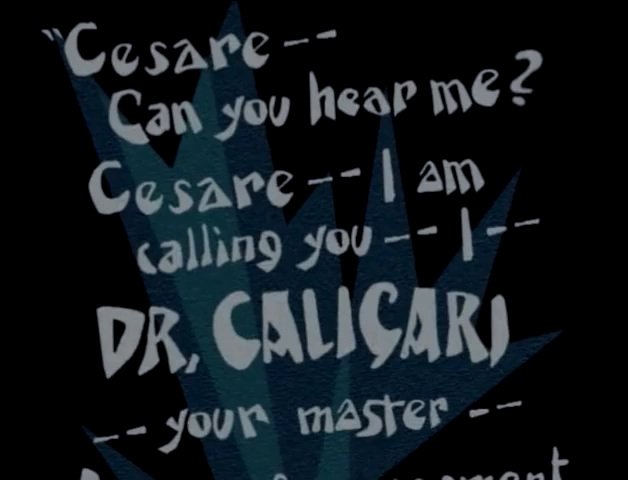 "Cesare --
Can you hear me?
Cesare -- I am
calling you -- I --
DR. CALIGARI
-- your master --